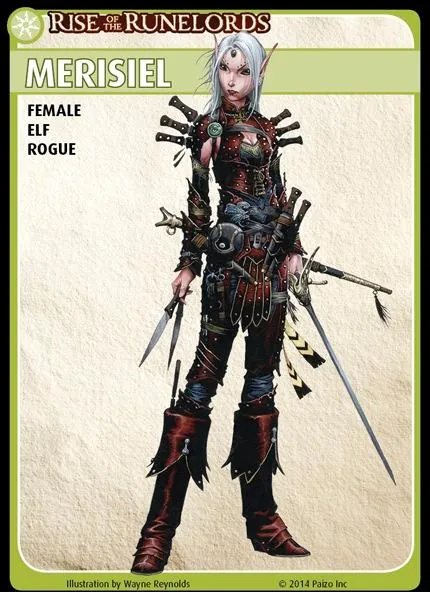 RISE OF THE RUNELORDS
MERISIEL
FEMALE
ELF
ROGUE
Illustration by Wayne Reynolds
© 2014 Paizo Inc